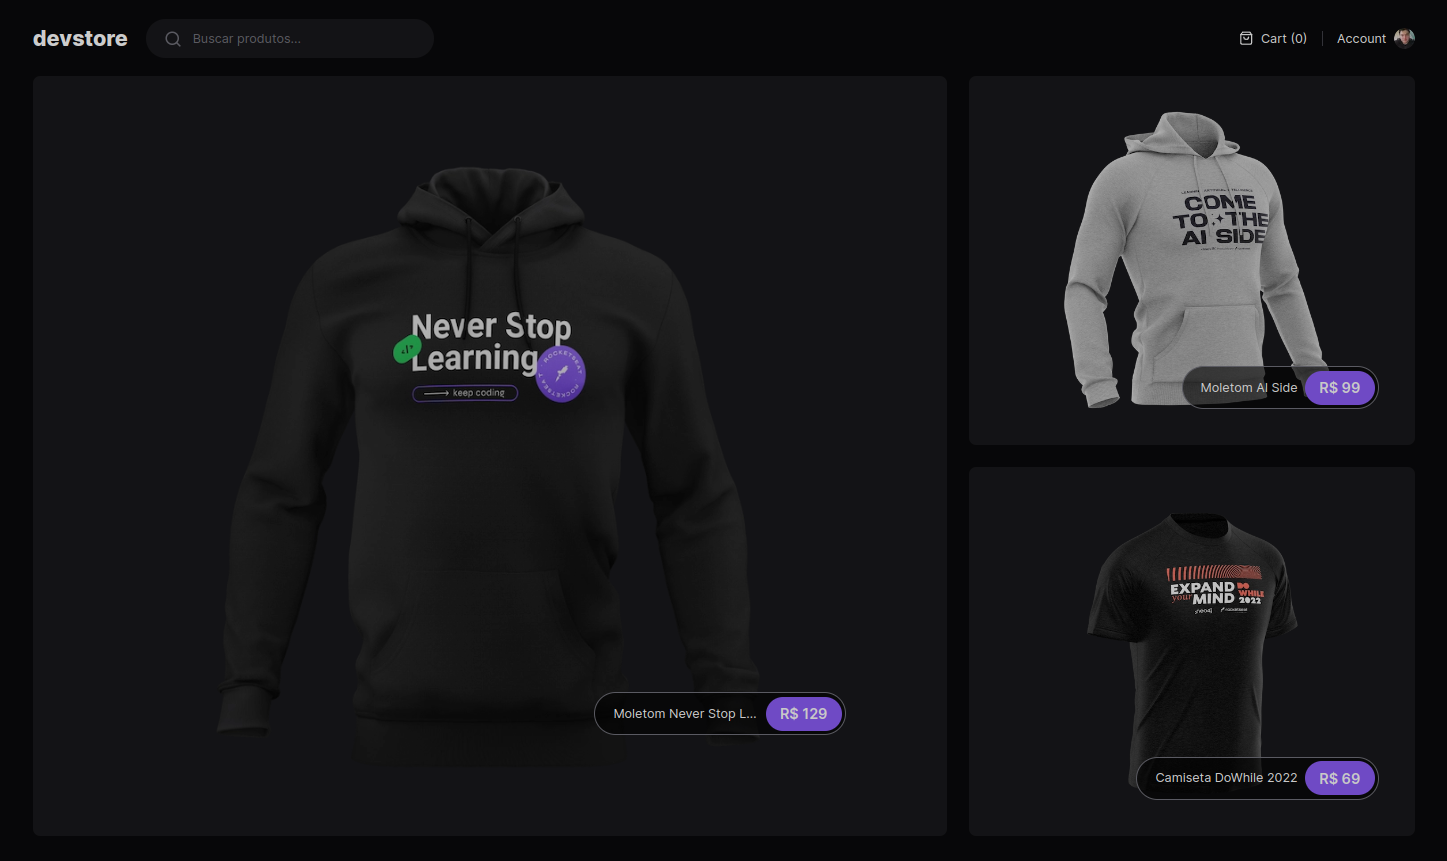 devstore
Buscar produtos...
Cart (0)
Account
Never Stop
Learning
keep coding
Moletom Never Stop L...
R$ 129
COME
TO THE
AI SIDE
Moletom AI Side
R$ 99
EXPAND
your MIND
DO
WHILE
2022
Camiseta DoWhile 2022
R$ 69